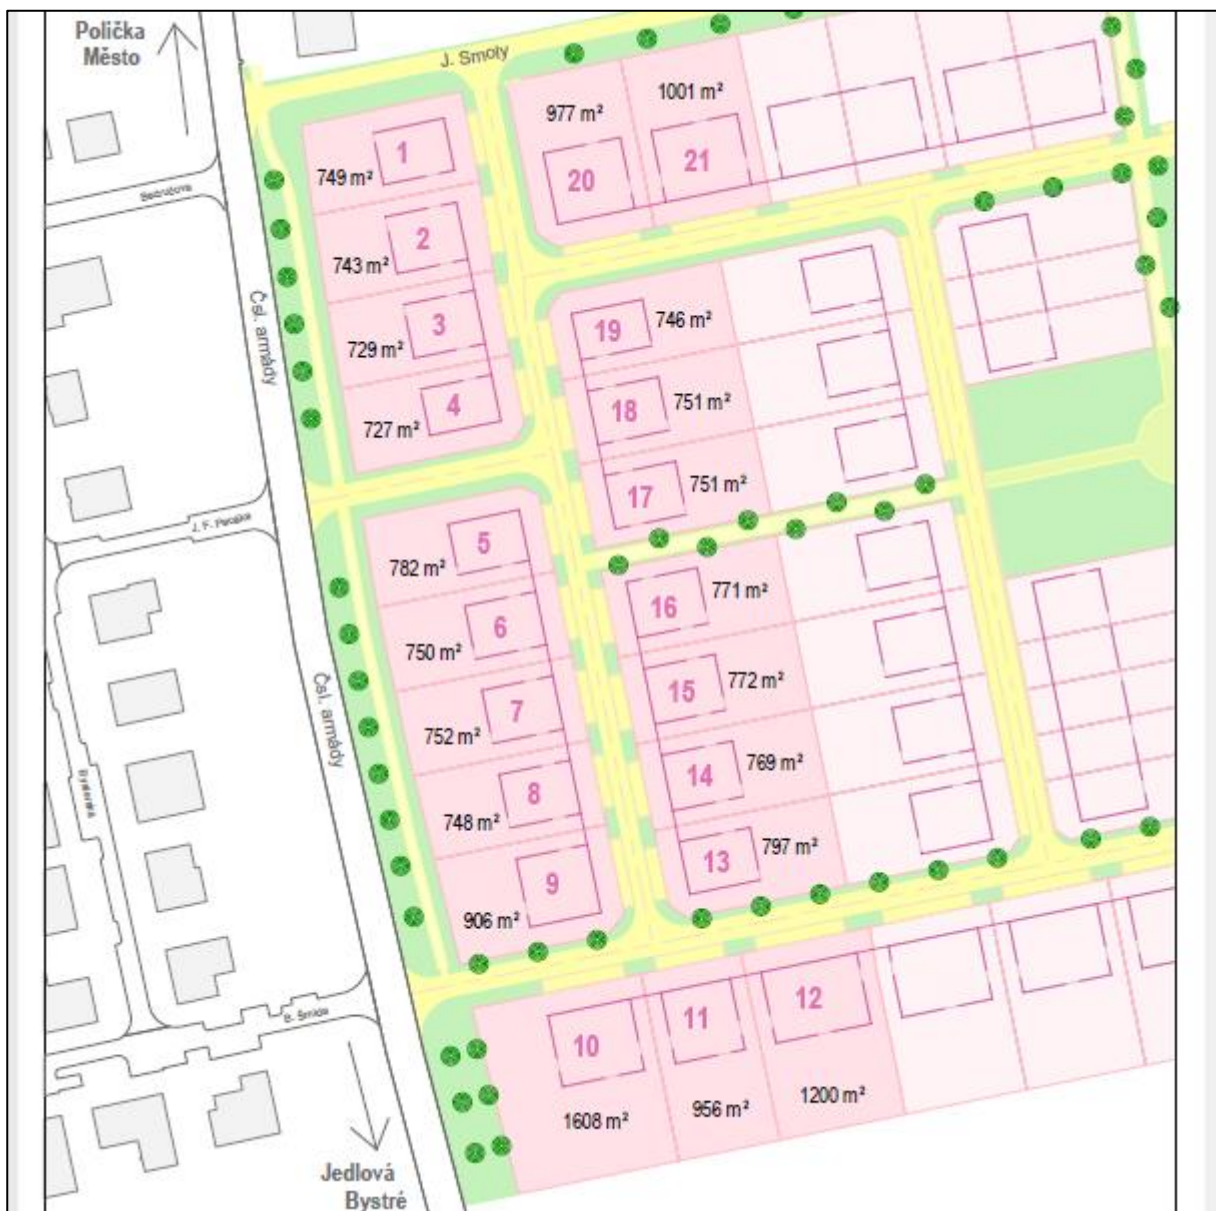 Polička
Město
J. Smoly
977 m²
1001 m²
20
21
1
749 m²
2
743 m²
3
729 m²
4
727 m²
Čsl. armády
19
746 m²
18
751 m²
17
751 m²
5
782 m²
6
750 m²
7
752 m²
8
748 m²
9
906 m²
16
771 m²
15
772 m²
14
769 m²
13
797 m²
Čsl. armády
10
1608 m²
11
956 m²
12
1200 m²
Jedlová
Bystré